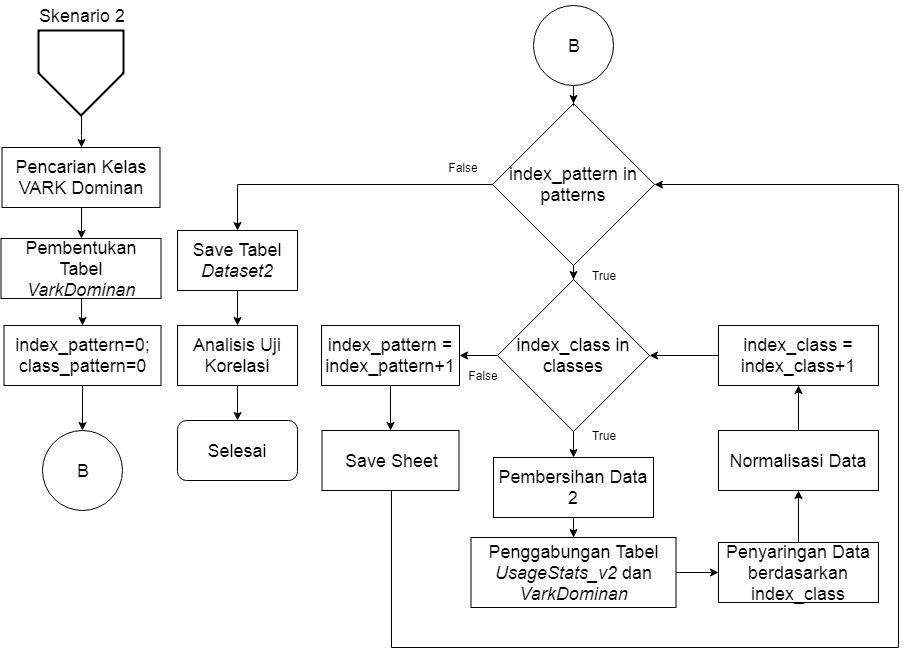 Skenario 2
Pencarian Kelas
VARK Dominan
Pembentukan
Tabel
VarkDominan
index_pattern=0;
class_pattern=0
B
B
index_pattern in
patterns
False
True
Save Tabel
Dataset2
Analisis Uji
Korelasi
Selesai
index_class in
classes
False
True
index_pattern =
index_pattern+1
Save Sheet
Pembersihan Data
2
Penggabungan Tabel
UsageStats_v2 dan
VarkDominan
Penyaringan Data
berdasarkan
index_class
Normalisasi Data
index_class =
index_class+1